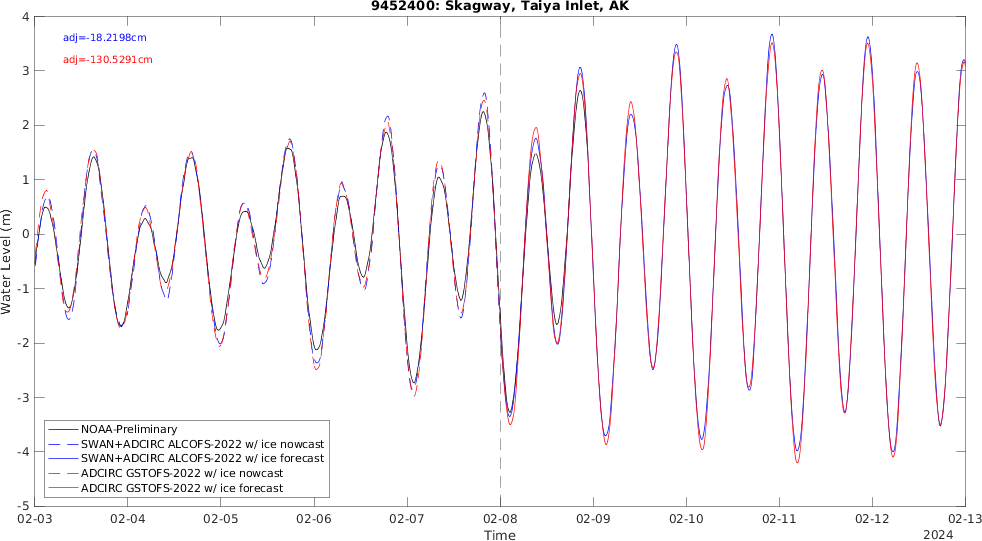 9452400: Skagway, Taiya Inlet, AK
adj=-18.2198cm
adj=-130.5291cm
Water Level (m)
4
3
2
1
0
-1
-2
-3
-4
-5
NOAA-Preliminary
SWAN+ADCIRC ALCOFS-2022 w/ ice nowcast
SWAN+ADCIRC ALCOFS-2022 w/ ice forecast
ADCIRC GSTOFS-2022 w/ ice nowcast
ADCIRC GSTOFS-2022 w/ ice forecast
02-03 02-04 02-05 02-06 02-07 02-08 02-09 02-10 02-11 02-12 02-13
Time
2024